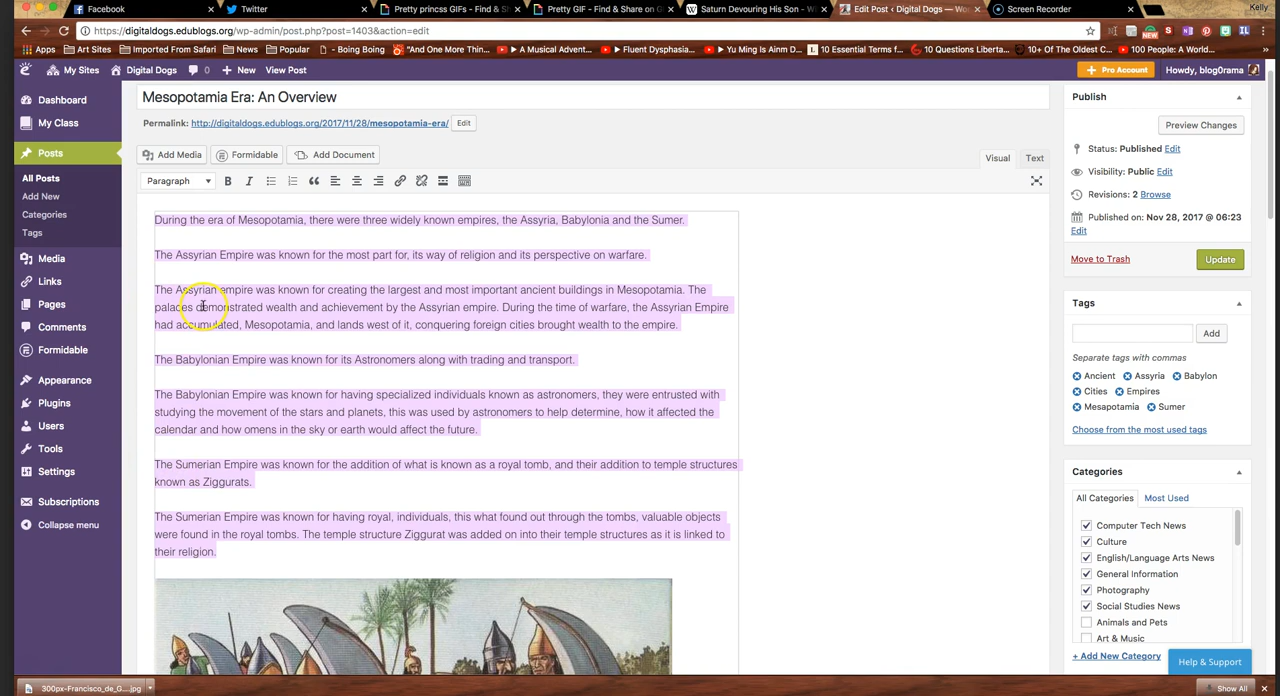 Facebook
Twitter
Pretty princss GIFs - Find & S
Pretty GIF - Find & Share on G
Saturn Devouring His Son - W
Edit Post ‹ Digital Dogs — Wo
Screen Recorder
Kelly
https://digitaldogs.edublogs.org/wp-admin/post.php?post=1403&action=edit
Apps
Art Sites
Imported From Safari
News
Popular
- Boing Boing
"And One More Thin...
A Musical Advent...
Fluent Dysphasia...
Yu Ming Is Ainm D...
10 Essential Terms f...
10 Questions Liberta...
10+ Of The Oldest C...
100 People: A World...
»
My Sites
Digital Dogs
0
+ New
View Post
Pro Account
Howdy, blog0rama
Dashboard
My Class
Posts
All Posts
Add New
Categories
Tags
Media
Links
Pages
Comments
Formidable
Appearance
Plugins
Users
Tools
Settings
Subscriptions
Collapse menu
Mesopotamia Era: An Overview
Permalink: http://digitaldogs.edublogs.org/2017/11/28/mesopotamia-era/ Edit
Add Media
Formidable
Add Document
Visual
Text
Paragraph
B
I
During the era of Mesopotamia, there were three widely known empires, the Assyria, Babylonia and the Sumer.
The Assyrian Empire was known for the most part for, its way of religion and its perspective on warfare.
The Assyrian empire was known for creating the largest and most important ancient buildings in Mesopotamia. The
palaces demonstrated wealth and achievement by the Assyrian empire. During the time of warfare, the Assyrian Empire
had accumulated, Mesopotamia, and lands west of it, conquering foreign cities brought wealth to the empire.
The Babylonian Empire was known for its Astronomers along with trading and transport.
The Babylonian Empire was known for having specialized individuals known as astronomers, they were entrusted with
studying the movement of the stars and planets, this was used by astronomers to help determine, how it affected the
calendar and how omens in the sky or earth would affect the future.
The Sumerian Empire was known for the addition of what is known as a royal tomb, and their addition to temple structures
known as Ziggurats.
The Sumerian Empire was known for having royal, individuals, this what found out through the tombs, valuable objects
were found in the royal tombs. The temple structure Ziggurat was added on into their temple structures as it is linked to
their religion.
Publish
Preview Changes
Status: Published Edit
Visibility: Public Edit
Revisions: 2 Browse
Published on: Nov 28, 2017 @ 06:23
Edit
Move to Trash
Update
Tags
Add
Separate tags with commas
Ancient
Assyria
Babylon
Cities
Empires
Mesopotamia
Sumer
Choose from the most used tags
Categories
All Categories
Most Used
Computer Tech News
Culture
English/Language Arts News
General Information
Photography
Social Studies News
Animals and Pets
Art & Music
+ Add New Category
Help & Support
300px-Francisco_de_G....jpg
Show All